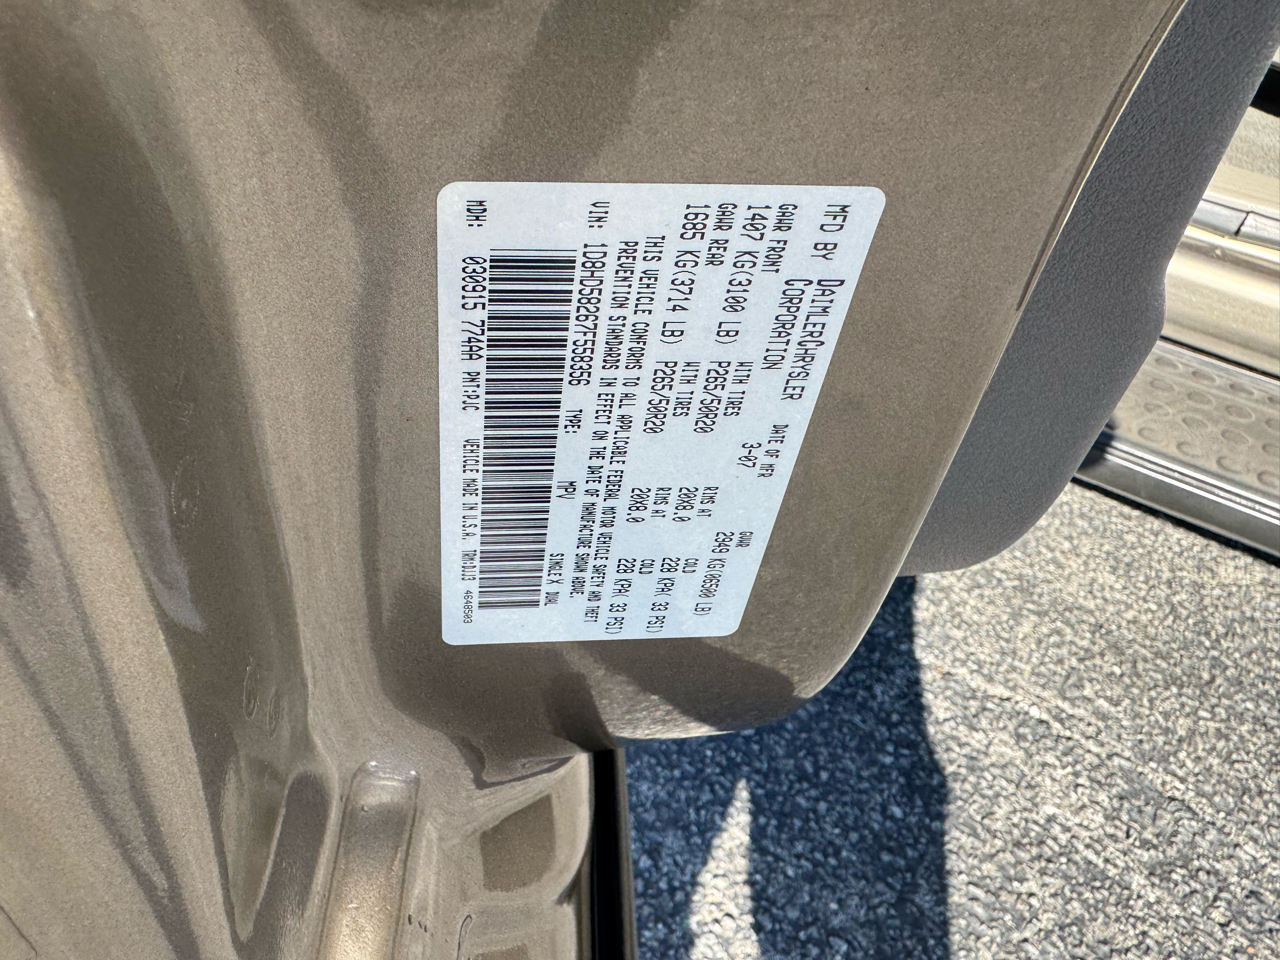 MFD BY DAIMLERCHRYSLER CORPORATION
DATE OF MFR 3-07
GVWR 2949 KG(06500 LB)
GAWR FRONT WITH TIRES RIMS AT COLD
1407 KG(3100 LB) P265/50R20 20X8.0 228 KPA( 33 PSI)
GAWR REAR WITH TIRES RIMS AT COLD
1685 KG(3714 LB) P265/50R20 20X8.0 228 KPA( 33 PSI)
THIS VEHICLE CONFORMS TO ALL APPLICABLE FEDERAL MOTOR VEHICLE SAFETY AND THEFT
PREVENTION STANDARDS IN EFFECT ON THE DATE OF MANUFACTURE SHOWN ABOVE.
VIN: 1D8HD58267F558356 TYPE: MPV SINGLE X DUAL
MDH: 030915 774AA PNT:PJC VEHICLE MADE IN U.S.A. TRM:DJJ3 4648503